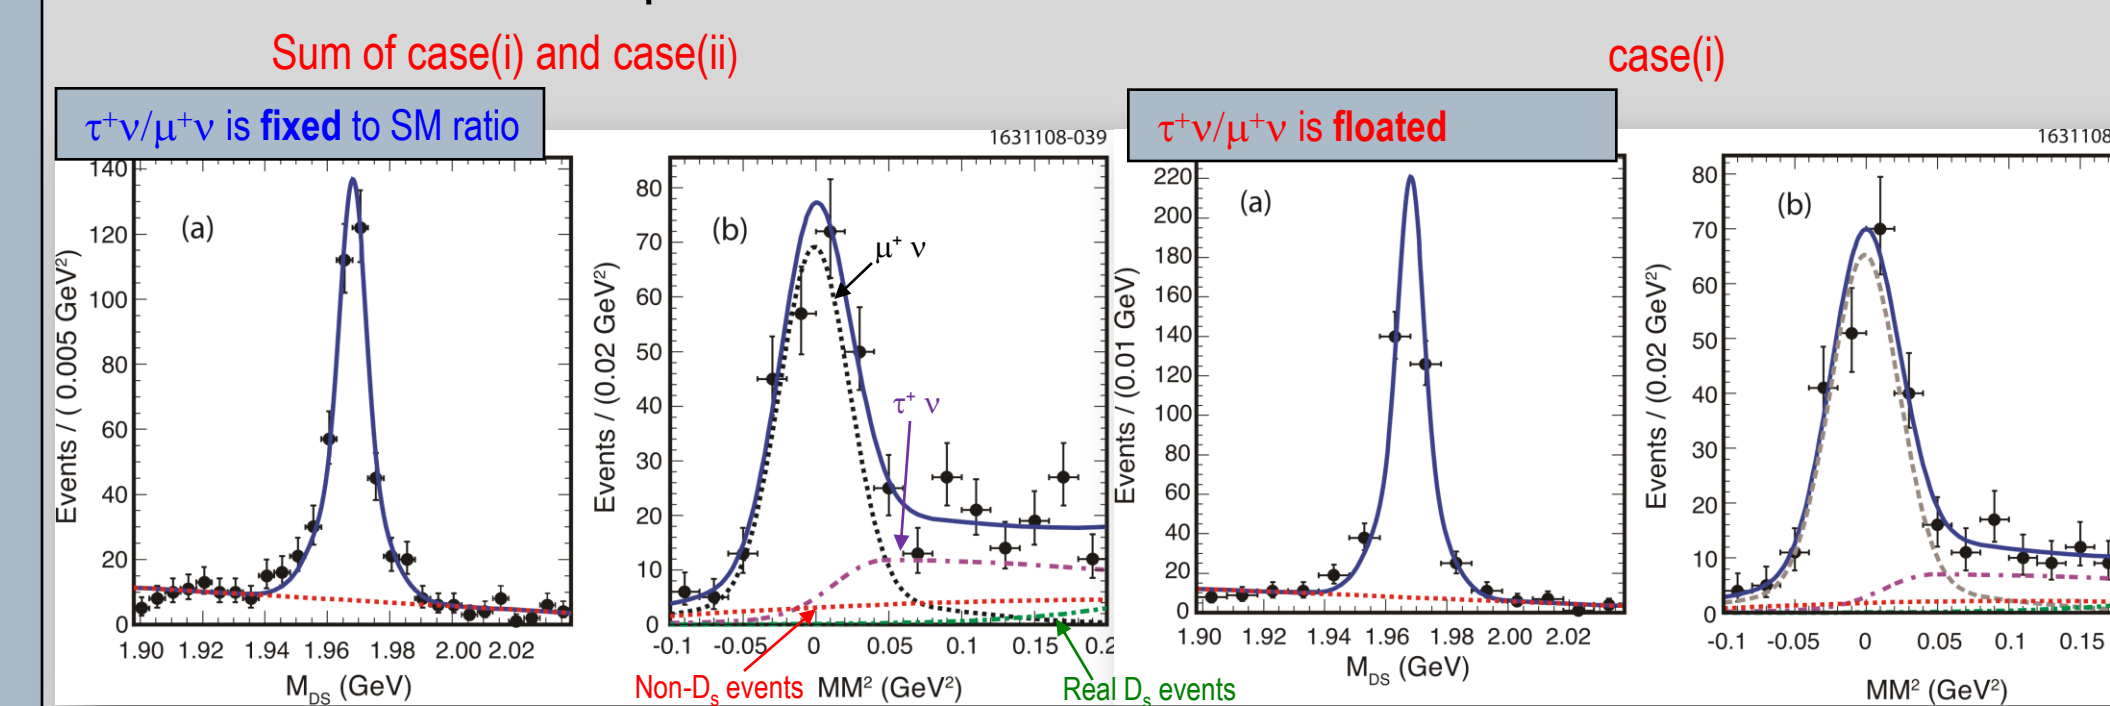 Sum of case(i) and case(ii)
case(i)
τ⁺ν/μ⁺ν is fixed to SM ratio
τ⁺ν/μ⁺ν is floated
1631108-039
1631108
(a)
Events / ( 0.005 GeV²)
140
120
100
80
60
40
20
0
1.90 1.92 1.94 1.96 1.98 2.00 2.02
M_DS (GeV)
(b)
μ⁺ ν
τ⁺ ν
Events / (0.02 GeV²)
80
70
60
50
40
30
20
10
0
-0.1 -0.05 0 0.05 0.1 0.15 0.2
Non-Dₛ events
MM² (GeV²)
Real Dₛ events
(a)
Events / (0.01 GeV)
220
200
180
160
140
120
100
80
60
40
20
0
1.90 1.92 1.94 1.96 1.98 2.00 2.02
M_DS (GeV)
(b)
Events / (0.02 GeV²)
80
70
60
50
40
30
20
10
0
-0.1 -0.05 0 0.05 0.1 0.15
MM² (GeV²)